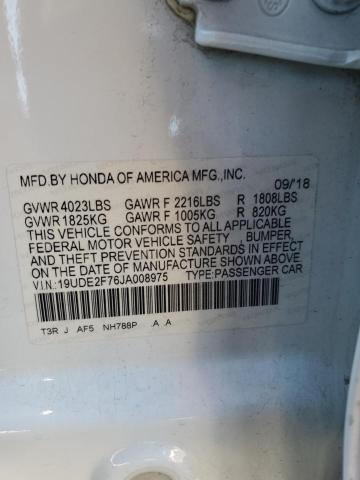 MFD.BY HONDA OF AMERICA MFG.,INC. 09/'18
GVWR 4023LBS GAWR F 2216LBS R 1808LBS
GVWR 1825KG GAWR F 1005KG R 820KG
THIS VEHICLE CONFORMS TO ALL APPLICABLE
FEDERAL MOTOR VEHICLE SAFETY , BUMPER,
AND THEFT PREVENTION STANDARDS IN EFFECT
ON THE DATE OF MANUFACTURE SHOWN ABOVE.
V.I.N.:19UDE2F76JA008975 TYPE:PASSENGER CAR
T3R J AF5 NH788P A A